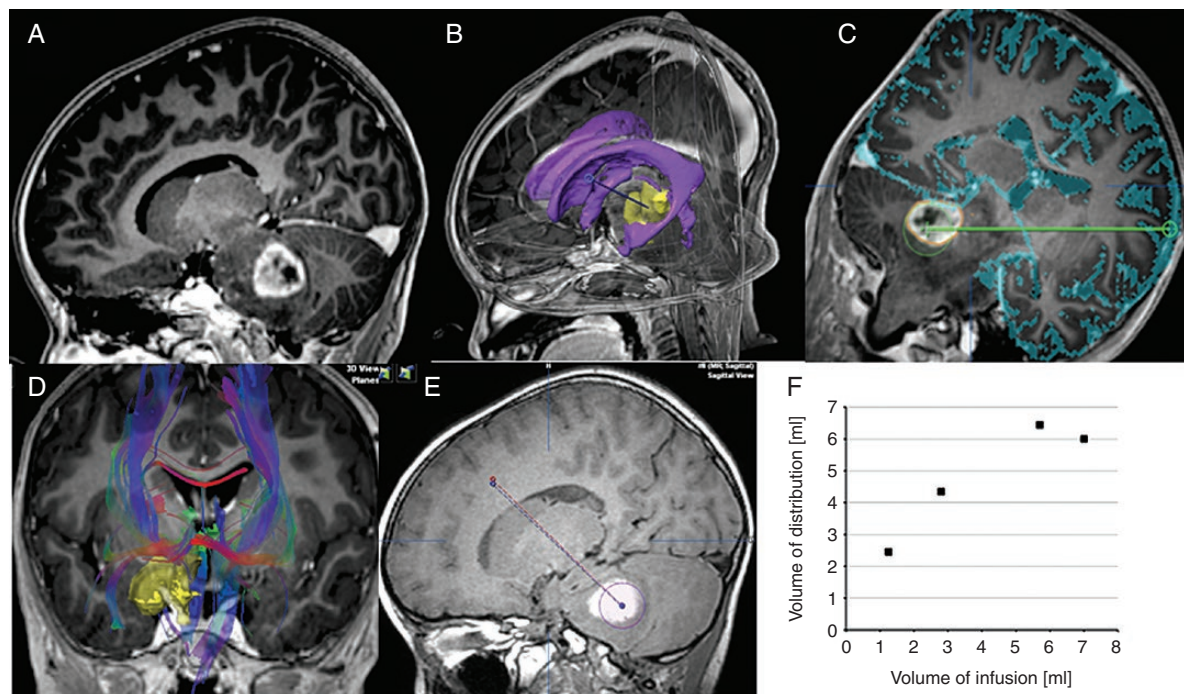 A
B
C
D
3D View
Planes
E
(MR; Sagittal)
Sagittal View
H
F
Volume of distribution [ml]
7
6
5
4
3
2
1
0
0 1 2 3 4 5 6 7 8
Volume of infusion [ml]